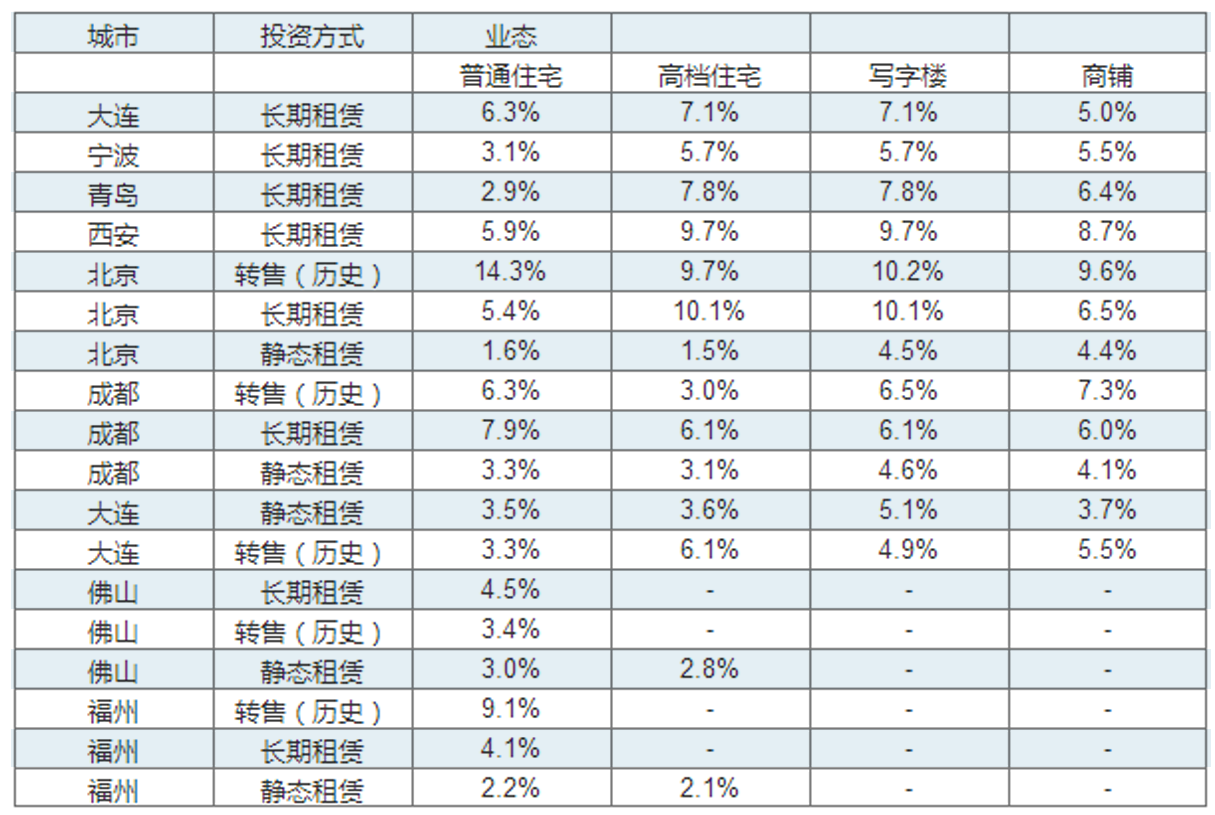 城市 投资方式 业态
普通住宅 高档住宅 写字楼 商铺
大连 长期租赁 6.3% 7.1% 7.1% 5.0%
宁波 长期租赁 3.1% 5.7% 5.7% 5.5%
青岛 长期租赁 2.9% 7.8% 7.8% 6.4%
西安 长期租赁 5.9% 9.7% 9.7% 8.7%
北京 转售（历史） 14.3% 9.7% 10.2% 9.6%
北京 长期租赁 5.4% 10.1% 10.1% 6.5%
北京 静态租赁 1.6% 1.5% 4.5% 4.4%
成都 转售（历史） 6.3% 3.0% 6.5% 7.3%
成都 长期租赁 7.9% 6.1% 6.1% 6.0%
成都 静态租赁 3.3% 3.1% 4.6% 4.1%
大连 静态租赁 3.5% 3.6% 5.1% 3.7%
大连 转售（历史） 3.3% 6.1% 4.9% 5.5%
佛山 长期租赁 4.5% - - -
佛山 转售（历史） 3.4% - - -
佛山 静态租赁 3.0% 2.8% - -
福州 转售（历史） 9.1% - - -
福州 长期租赁 4.1% - - -
福州 静态租赁 2.2% 2.1% - -